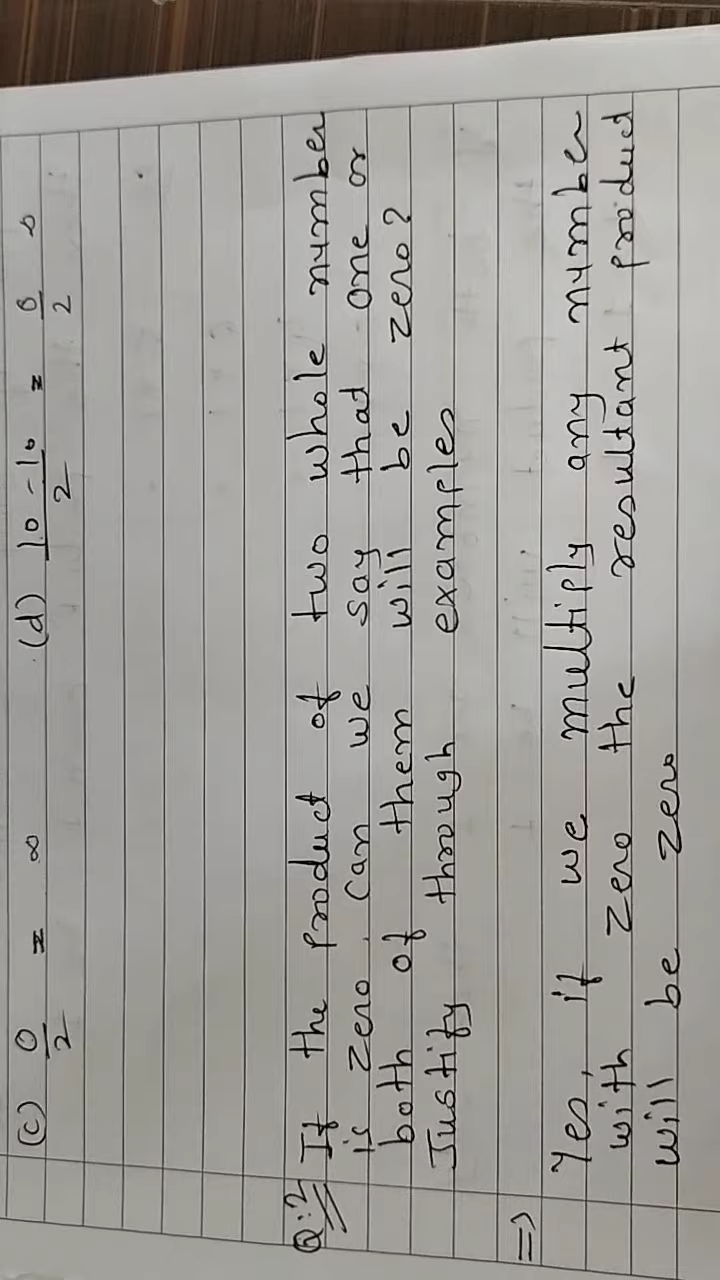 (c) 0/2 = ∞ (d) 10-10/2 = 0/2 0
Q:2 If the product of two whole number
is zero. Can we say that one or
both of them will be zero?
Justify through examples
=> Yes, if we multiply any number
with zero the resultant product
will be zero